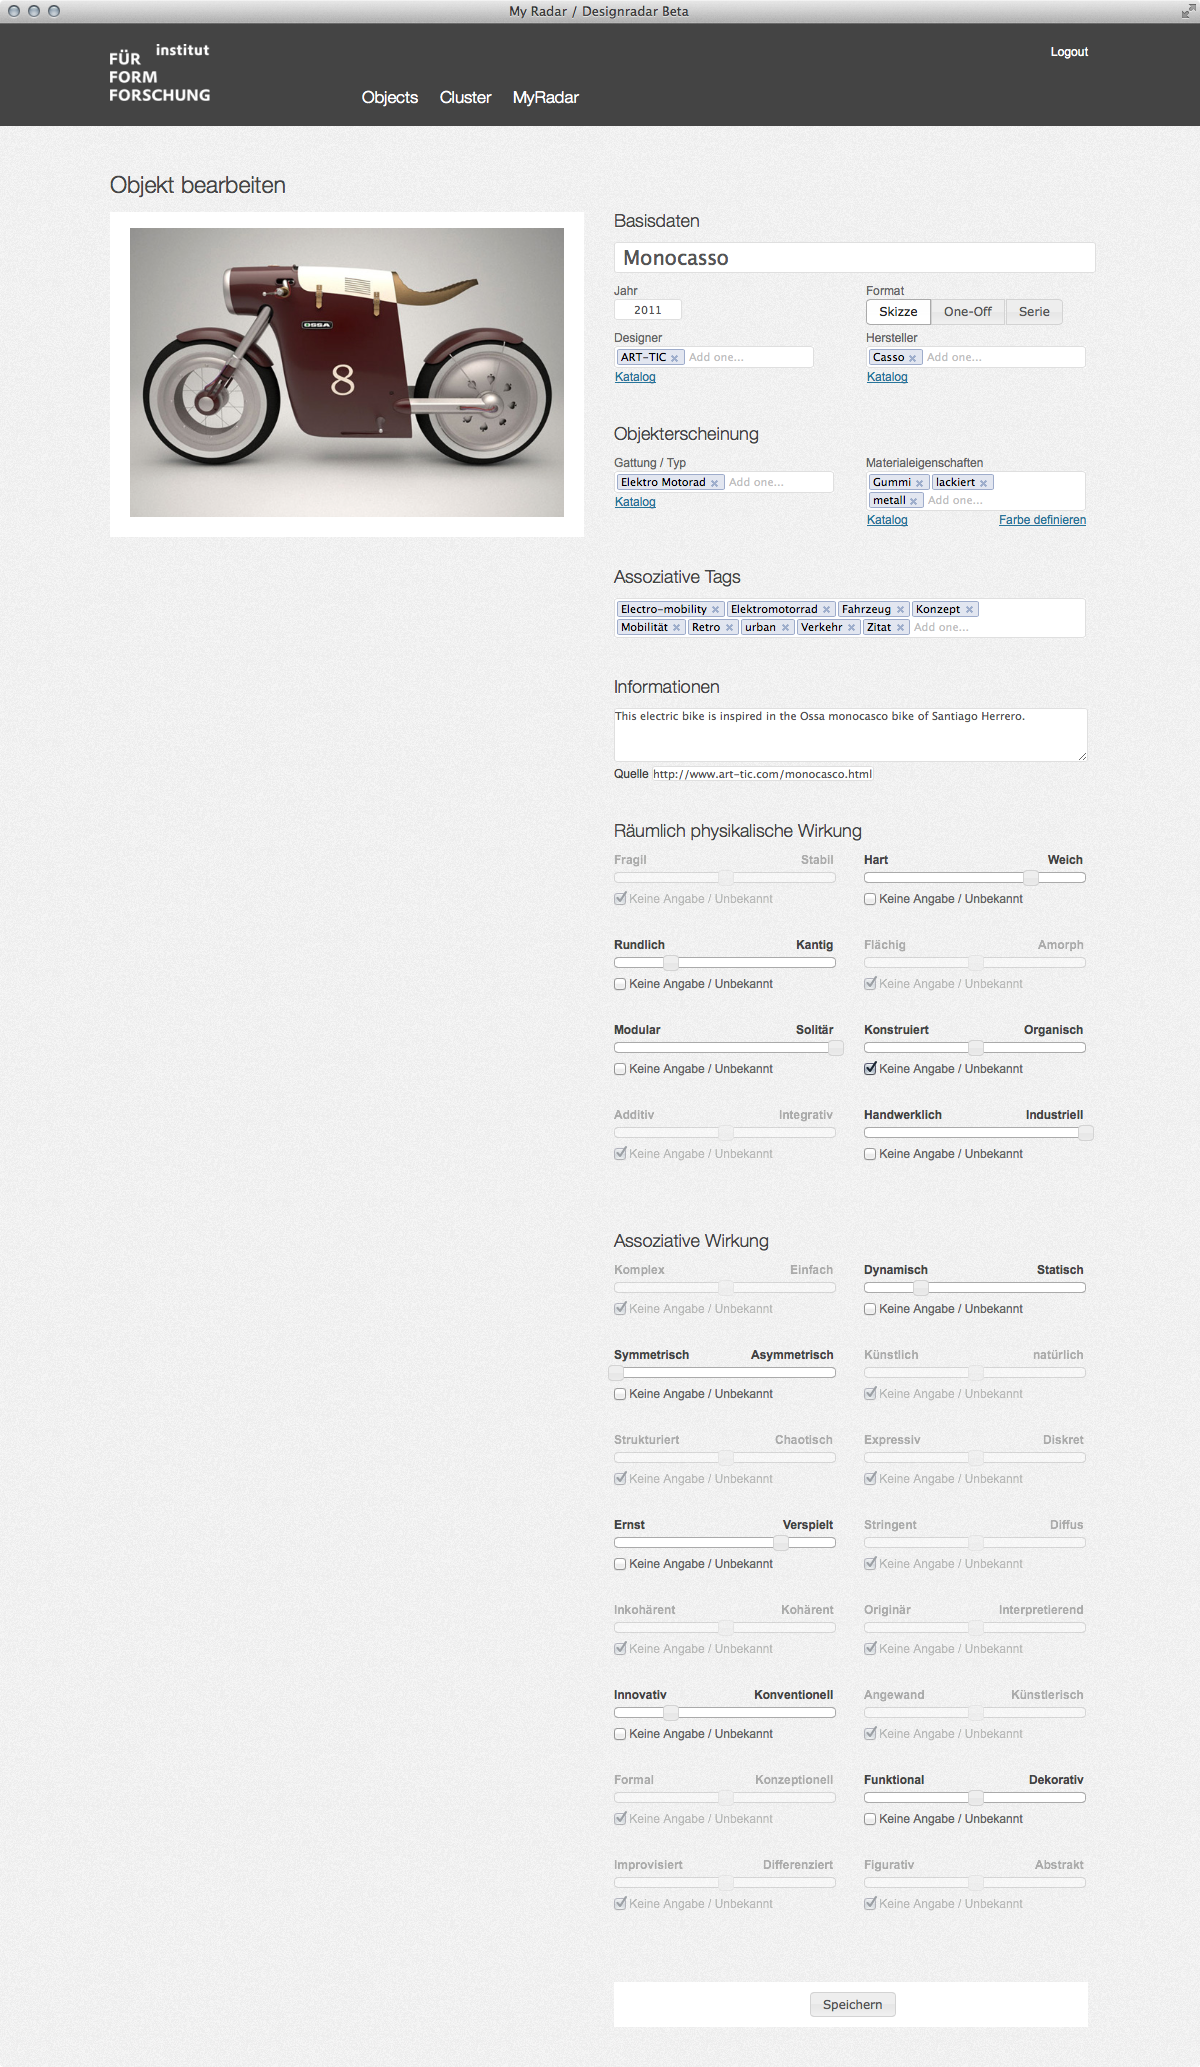 My Radar / Designradar Beta
institut
FÜR
FORM
FORSCHUNG
Objects Cluster MyRadar
Logout
Objekt bearbeiten
OSSA
8
Basisdaten
Monocasso
Jahr
2011
Format
Skizze One-Off Serie
Designer
ART-TIC × Add one...
Katalog
Hersteller
Casso × Add one...
Katalog
Objekterscheinung
Gattung / Typ
Elektro Motorad × Add one...
Katalog
Materialeigenschaften
Gummi × lackiert ×
metall × Add one...
Katalog Farbe definieren
Assoziative Tags
Electro-mobility × Elektromotorrad × Fahrzeug × Konzept ×
Mobilität × Retro × urban × Verkehr × Zitat × Add one...
Informationen
This electric bike is inspired in the Ossa monocasco bike of Santiago Herrero.
Quelle http://www.art-tic.com/monocasco.html
Räumlich physikalische Wirkung
Fragil Stabil
Keine Angabe / Unbekannt
Hart Weich
Keine Angabe / Unbekannt
Rundlich Kantig
Keine Angabe / Unbekannt
Flächig Amorph
Keine Angabe / Unbekannt
Modular Solitär
Keine Angabe / Unbekannt
Konstruiert Organisch
Keine Angabe / Unbekannt
Additiv Integrativ
Keine Angabe / Unbekannt
Handwerklich Industriell
Keine Angabe / Unbekannt
Assoziative Wirkung
Komplex Einfach
Keine Angabe / Unbekannt
Dynamisch Statisch
Keine Angabe / Unbekannt
Symmetrisch Asymmetrisch
Keine Angabe / Unbekannt
Künstlich natürlich
Keine Angabe / Unbekannt
Strukturiert Chaotisch
Keine Angabe / Unbekannt
Expressiv Diskret
Keine Angabe / Unbekannt
Ernst Verspielt
Keine Angabe / Unbekannt
Stringent Diffus
Keine Angabe / Unbekannt
Inkohärent Kohärent
Keine Angabe / Unbekannt
Originär Interpretierend
Keine Angabe / Unbekannt
Innovativ Konventionell
Keine Angabe / Unbekannt
Angewand Künstlerisch
Keine Angabe / Unbekannt
Formal Konzeptionell
Keine Angabe / Unbekannt
Funktional Dekorativ
Keine Angabe / Unbekannt
Improvisiert Differenziert
Keine Angabe / Unbekannt
Figurativ Abstrakt
Keine Angabe / Unbekannt
Speichern